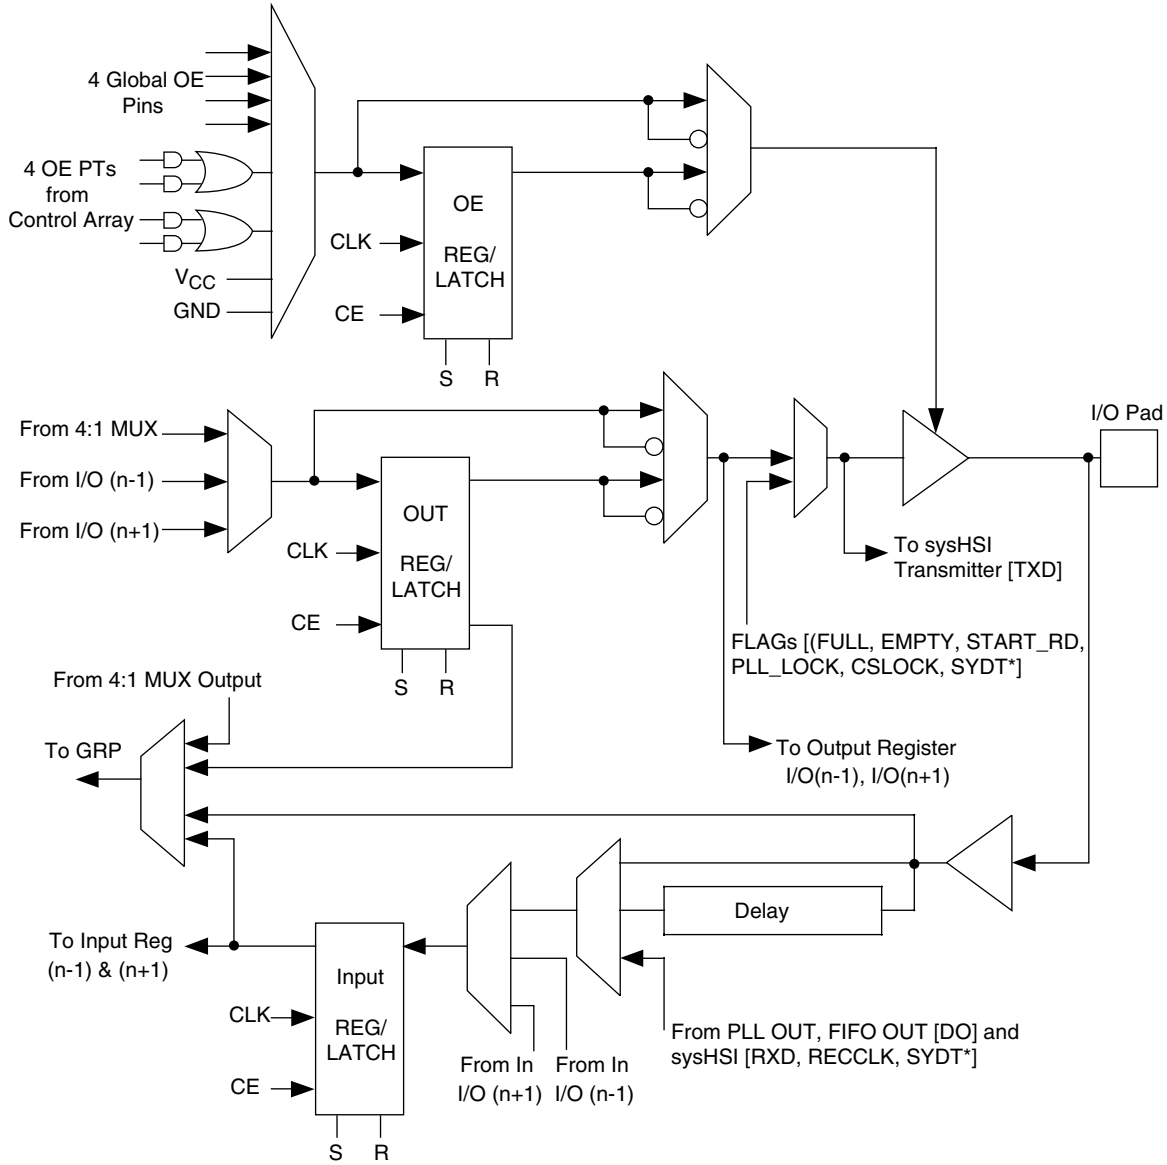 4 Global OE
Pins
4 OE PTs
from
Control Array
VCC
GND
OE
REG/
LATCH
CLK
CE
S
R
From 4:1 MUX
From I/O (n-1)
From I/O (n+1)
OUT
REG/
LATCH
CLK
CE
S
R
I/O Pad
To sysHSI
Transmitter [TXD]
FLAGs [(FULL, EMPTY, START_RD,
PLL_LOCK, CSLOCK, SYDT*]
From 4:1 MUX Output
To GRP
To Output Register
I/O(n-1), I/O(n+1)
Delay
To Input Reg
(n-1) & (n+1)
Input
REG/
LATCH
CLK
CE
S
R
From In
I/O (n+1)
From In
I/O (n-1)
From PLL OUT, FIFO OUT [DO] and
sysHSI [RXD, RECCLK, SYDT*]